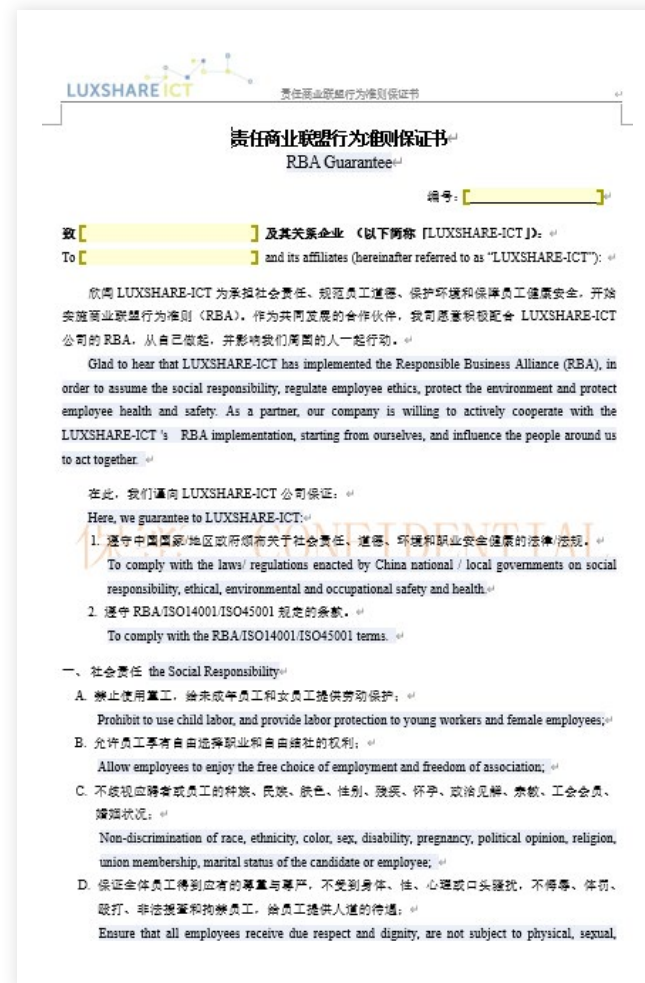 LUXSHARE ICT
责任商业联盟行为准则保证书
责任商业联盟行为准则保证书
RBA Guarantee
编号：
致 及其关系企业 （以下简称「LUXSHARE-ICT」）：
To and its affiliates (hereinafter referred to as “LUXSHARE-ICT”):
欣闻 LUXSHARE-ICT 为承担社会责任、规范员工道德、保护环境和保障员工健康安全，开始
实施商业联盟行为准则（RBA）。作为共同发展的合作伙伴，我司愿意积极配合 LUXSHARE-ICT
公司的 RBA，从自己做起，并影响我们周围的人一起行动。
Glad to hear that LUXSHARE-ICT has implemented the Responsible Business Alliance (RBA), in
order to assume the social responsibility, regulate employee ethics, protect the environment and protect
employee health and safety. As a partner, our company is willing to actively cooperate with the
LUXSHARE-ICT 's RBA implementation, starting from ourselves, and influence the people around us
to act together.
在此，我们谨向 LUXSHARE-ICT 公司保证：
Here, we guarantee to LUXSHARE-ICT:
CONFIDENTIAL
1. 遵守中国国家/地区政府颁布关于社会责任、道德、环境和职业安全健康的法律/法规。
To comply with the laws/ regulations enacted by China national / local governments on social
responsibility, ethical, environmental and occupational safety and health.
2. 遵守 RBA/ISO14001/ISO45001 规定的条款。
To comply with the RBA/ISO14001/ISO45001 terms.
一、 社会责任 the Social Responsibility
A. 禁止使用童工，给未成年员工和女员工提供劳动保护；
Prohibit to use child labor, and provide labor protection to young workers and female employees;
B. 允许员工享有自由选择职业和自由结社的权利；
Allow employees to enjoy the free choice of employment and freedom of association;
C. 不歧视应聘者或员工的种族、民族、肤色、性别、残疾、怀孕、政治见解、宗教、工会会员、
婚姻状况；
Non-discrimination of race, ethnicity, color, sex, disability, pregnancy, political opinion, religion,
union membership, marital status of the candidate or employee;
D. 保证全体员工得到应有的尊重与尊严，不受到身体、性、心理或口头骚扰，不侮辱、体罚、
殴打、非法搜查和拘禁员工，给员工提供人道的待遇；
Ensure that all employees receive due respect and dignity, are not subject to physical, sexual,